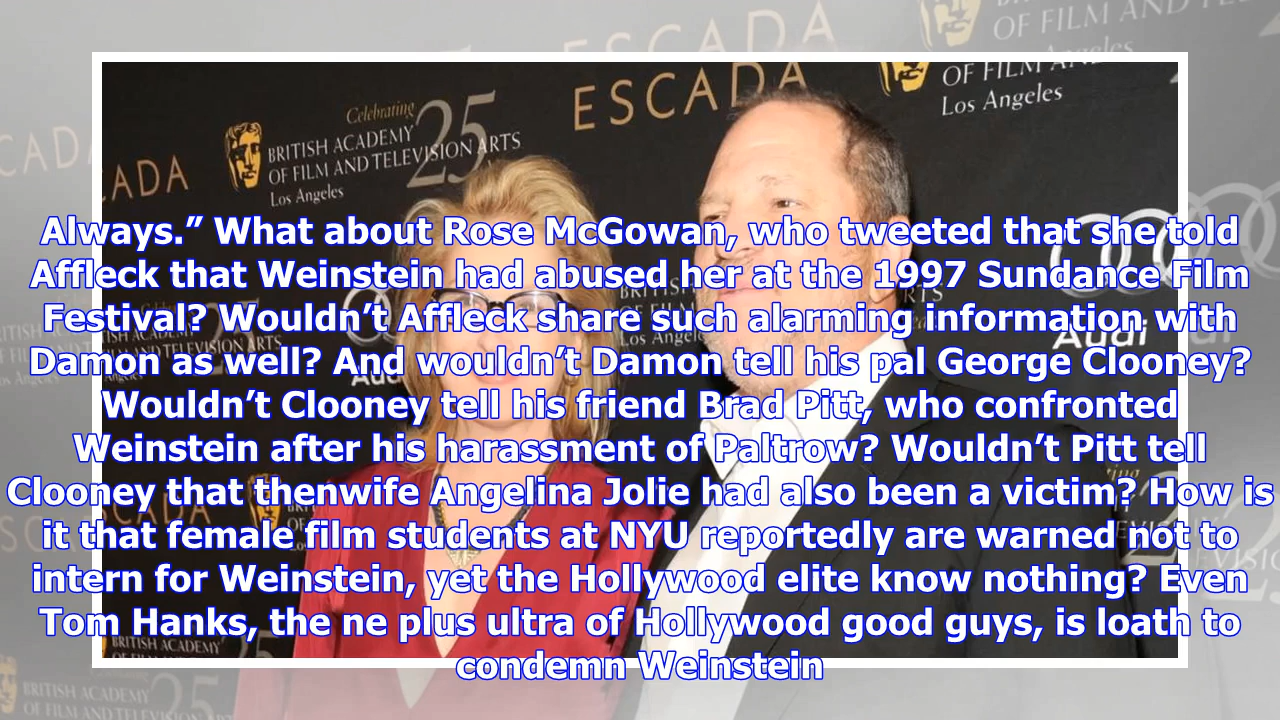 Celebrating
25
BRITISH ACADEMY
OF FILM AND TELEVISION ARTS
Los Angeles
ESCADA
OF FILM AND
Los Angeles
ESCADA
ADA
Always.” What about Rose McGowan, who tweeted that she told
Affleck that Weinstein had abused her at the 1997 Sundance Film
Festival? Wouldn’t Affleck share such alarming information with
Damon as well? And wouldn’t Damon tell his pal George Clooney?
Wouldn’t Clooney tell his friend Brad Pitt, who confronted
Weinstein after his harassment of Paltrow? Wouldn’t Pitt tell
Clooney that thenwife Angelina Jolie had also been a victim? How is
it that female film students at NYU reportedly are warned not to
intern for Weinstein, yet the Hollywood elite know nothing? Even
Tom Hanks, the ne plus ultra of Hollywood good guys, is loath to
condemn Weinstein
Audi
BRITISH ACADEMY